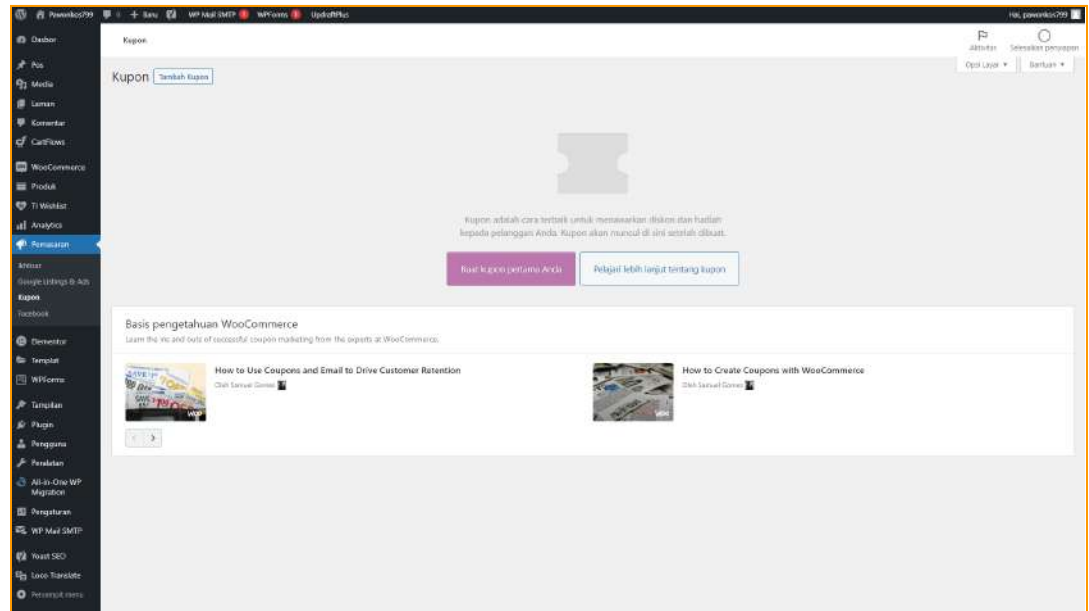 Pawonkos799 0 + Baru WP Mail SMTP 1 WPForms 1 UpdraftPlus Hai, pawonkos799
Dasbor
Pos
Media
Laman
Komentar
CartFlows
WooCommerce
Produk
TI Wishlist
Analytics
Pemasaran
Ikhtisar
Google Listings & Ads
Kupon
Facebook
Elementor
Templat
WPForms
Tampilan
Plugin
Pengguna
Peralatan
All-in-One WP
Migration
Pengaturan
WP Mail SMTP
Yoast SEO
Loco Translate
Persempit menu
Kupon
Aktivitas Selesaikan penyiapan
Opsi Layar ▼ Bantuan ▼
Kupon Tambah Kupon
Kupon adalah cara terbaik untuk menawarkan diskon dan hadiah
kepada pelanggan Anda. Kupon akan muncul di sini setelah dibuat.
Buat kupon pertama Anda Pelajari lebih lanjut tentang kupon
Basis pengetahuan WooCommerce
Learn the ins and outs of successful coupon marketing from the experts at WooCommerce.
How to Use Coupons and Email to Drive Customer Retention
Oleh Samuel Gomes
How to Create Coupons with WooCommerce
Oleh Samuel Gomes